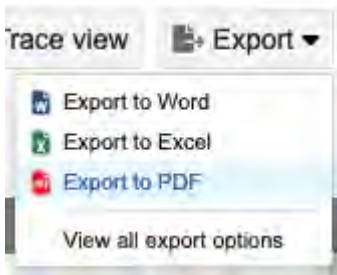 Trace view Export
Export to Word
Export to Excel
Export to PDF
View all export options